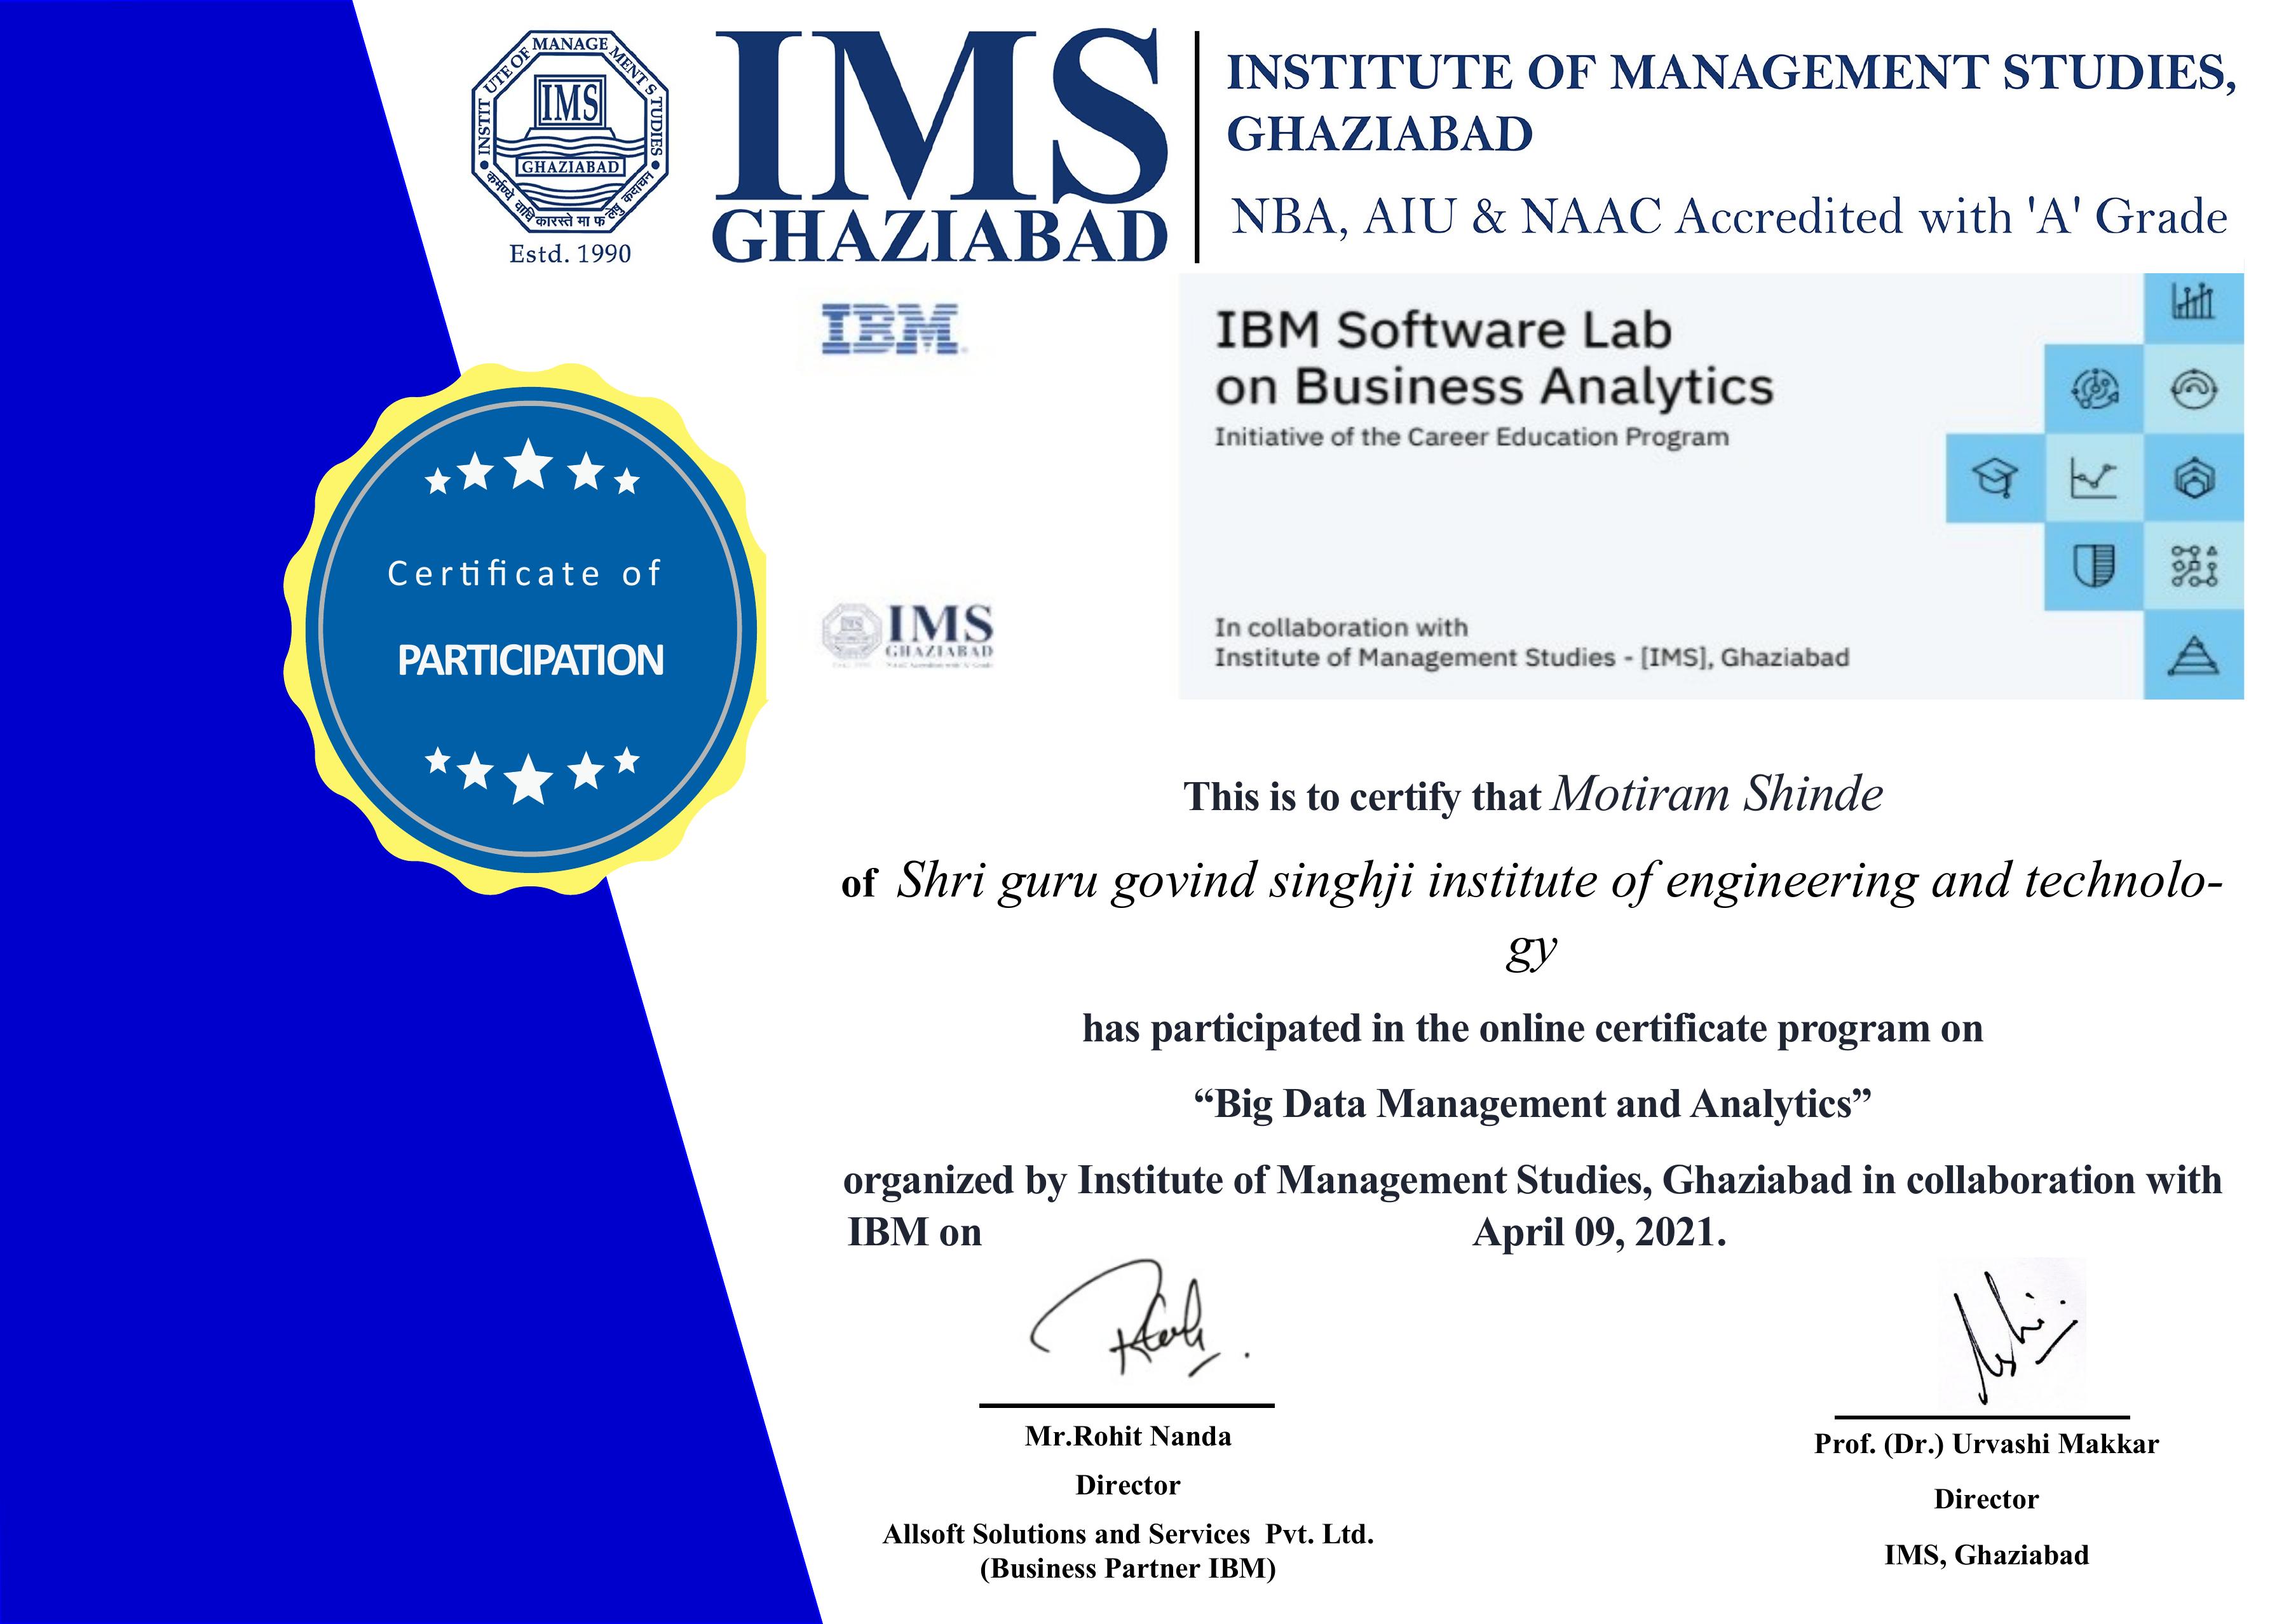 INSTITUTE OF MANAGEMENT STUDIES
IMS
GHAZIABAD
कर्मण्ये वाधिकारस्ते मा फलेषु कदाचन
Estd. 1990
IMS
GHAZIABAD
INSTITUTE OF MANAGEMENT STUDIES,
GHAZIABAD
NBA, AIU & NAAC Accredited with 'A' Grade
IBM
IBM Software Lab
on Business Analytics
Initiative of the Career Education Program
IMS
GHAZIABAD
In collaboration with
Institute of Management Studies - [IMS], Ghaziabad
Certificate of
PARTICIPATION
This is to certify that Motiram Shinde
of Shri guru govind singhji institute of engineering and technolo-
gy
has participated in the online certificate program on
“Big Data Management and Analytics”
organized by Institute of Management Studies, Ghaziabad in collaboration with
IBM on April 09, 2021.
Mr.Rohit Nanda
Director
Allsoft Solutions and Services Pvt. Ltd.
(Business Partner IBM)
Prof. (Dr.) Urvashi Makkar
Director
IMS, Ghaziabad